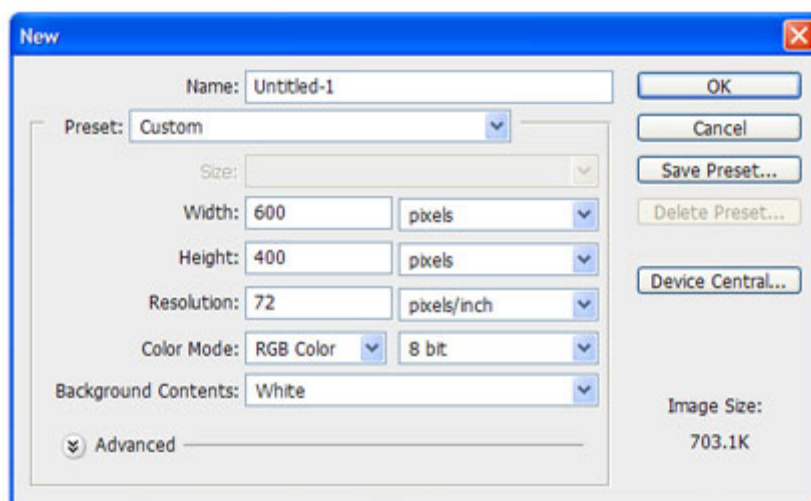 New
Name: Untitled-1
OK
Preset: Custom
Cancel
Size:
Save Preset...
Width: 600 pixels
Delete Preset...
Height: 400 pixels
Device Central...
Resolution: 72 pixels/inch
Color Mode: RGB Color 8 bit
Background Contents: White
Image Size:
Advanced
703.1K